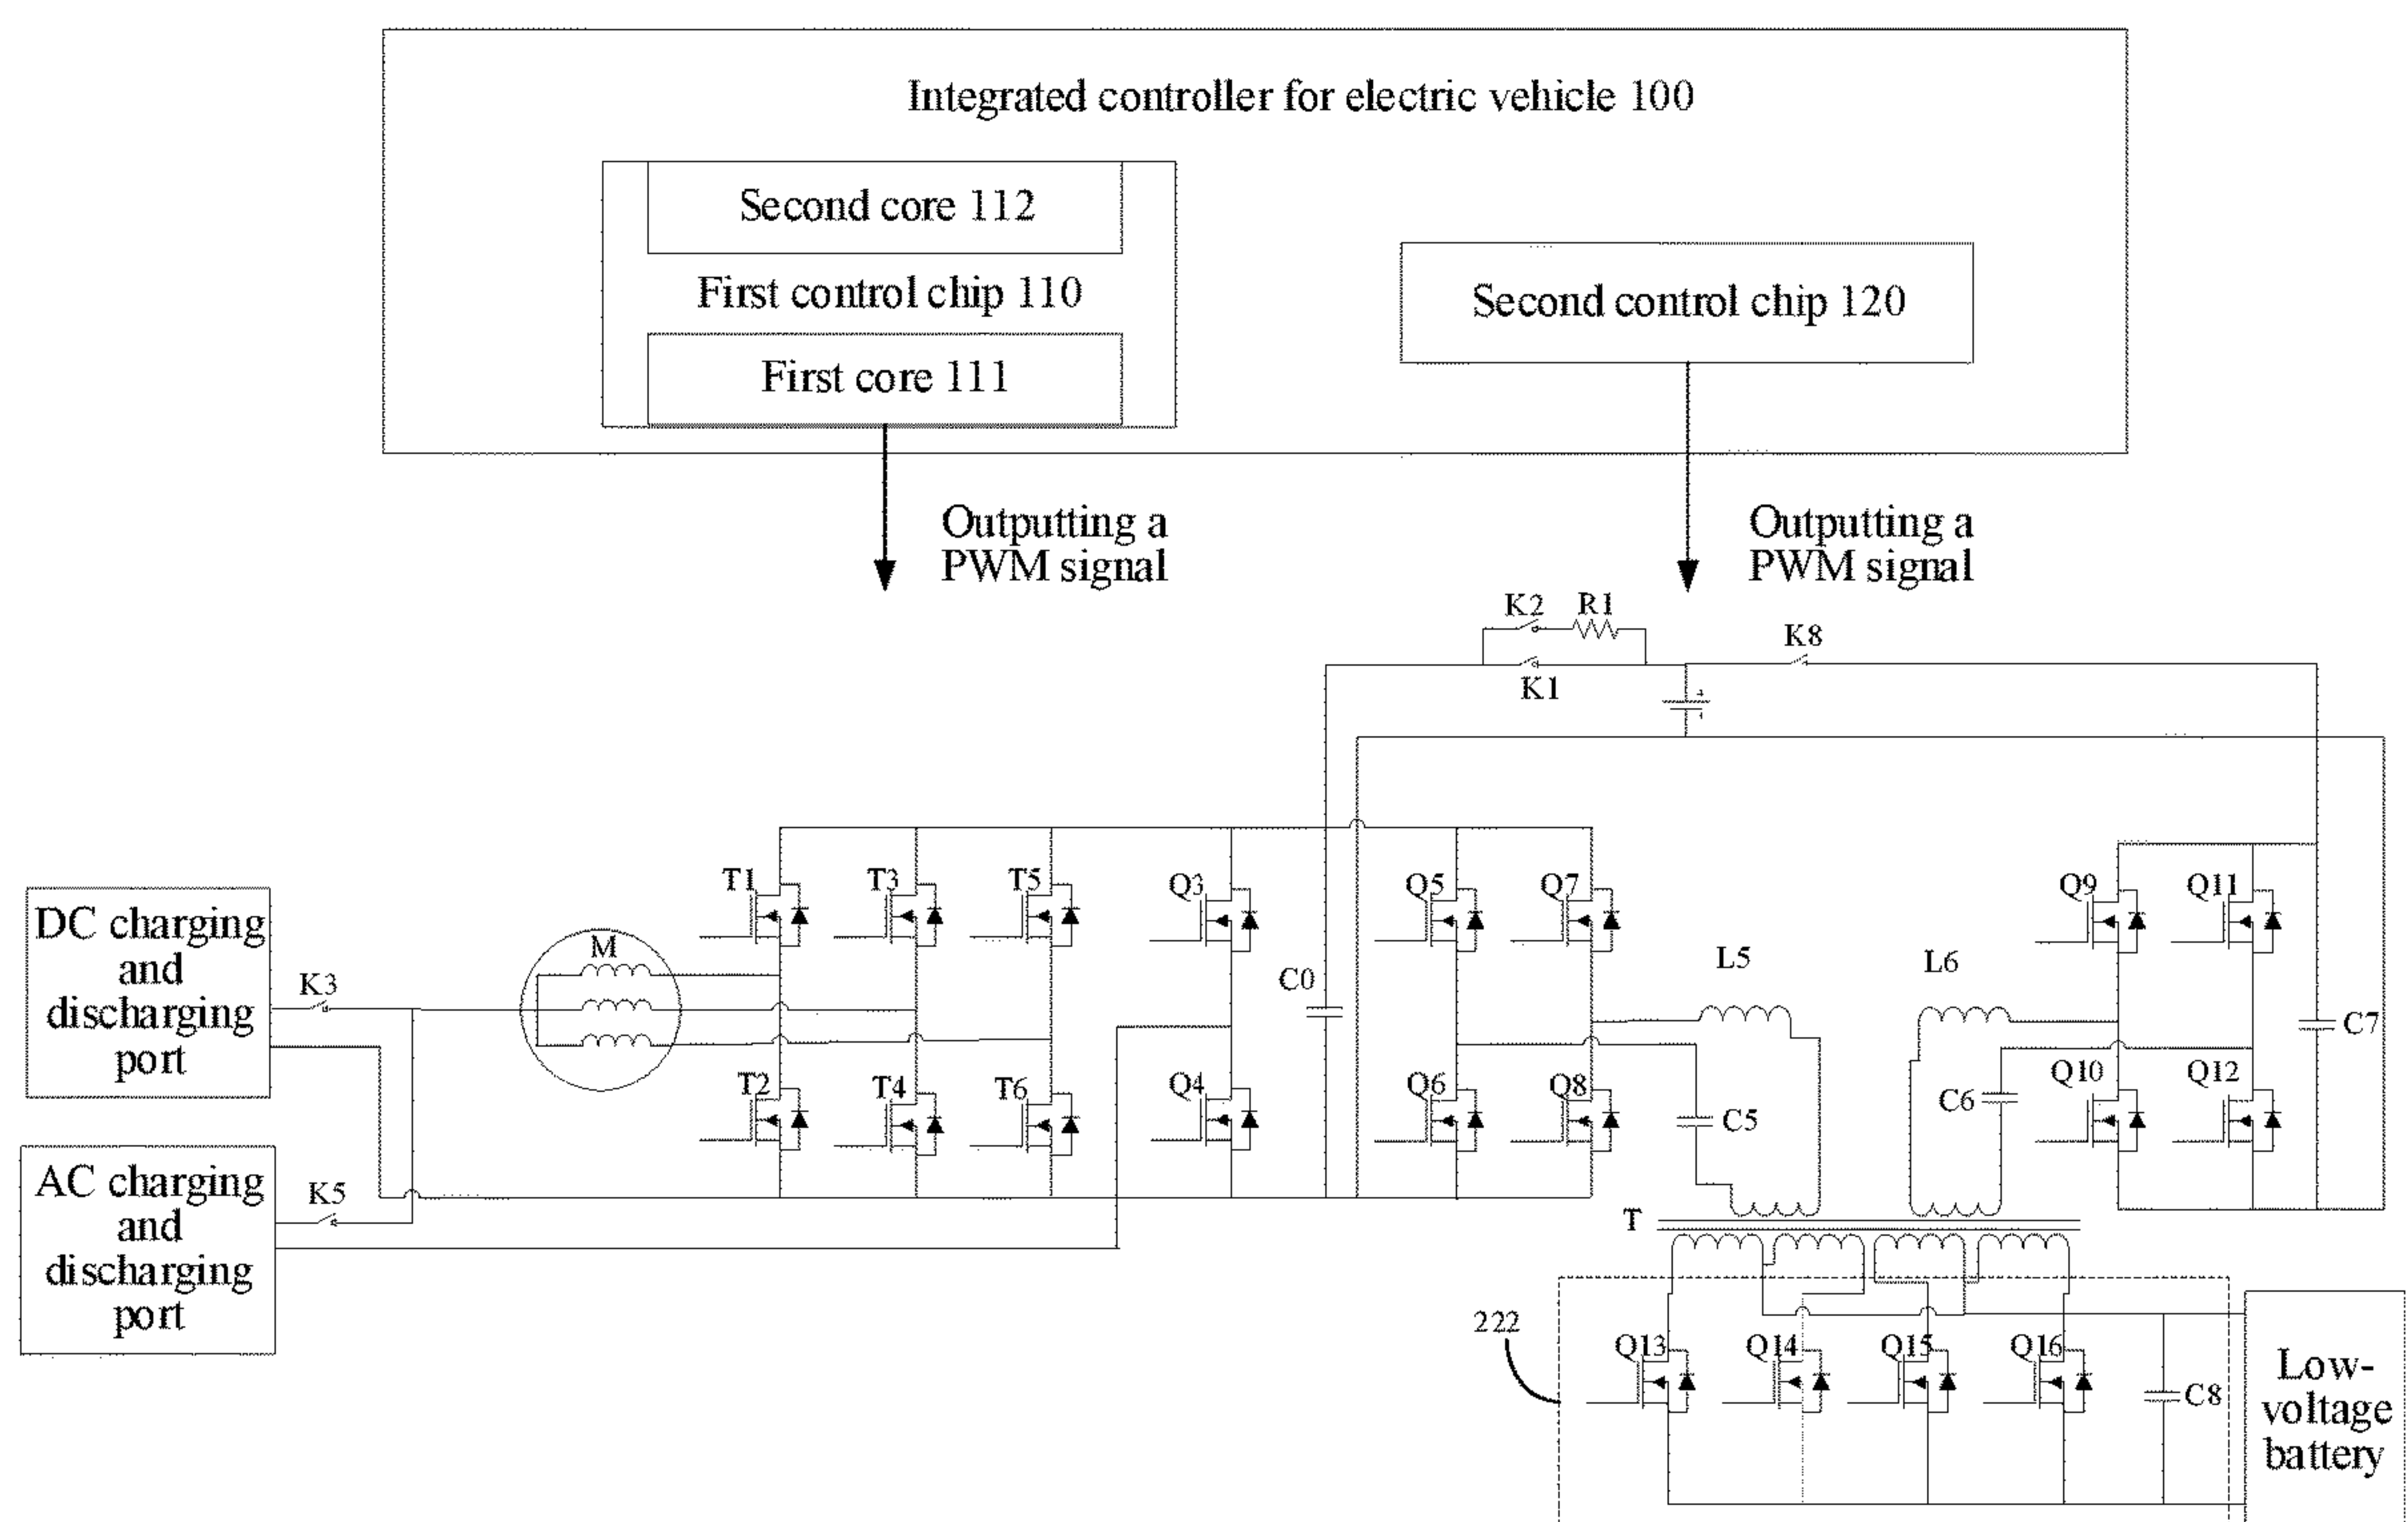 Integrated controller for electric vehicle 100
Second core 112
First control chip 110
First core 111
Second control chip 120
Outputting a
PWM signal
Outputting a
PWM signal
K2
R1
K8
K1
T1
T3
T5
Q3
Q5
Q7
Q9
Q11
DC charging
and
discharging
port
K3
M
C0
L5
L6
C7
T2
T4
T6
Q4
Q6
Q8
C5
C6
Q10
Q12
AC charging
and
discharging
port
K5
T
222
Q13
Q14
Q15
Q16
C8
Low-
voltage
battery